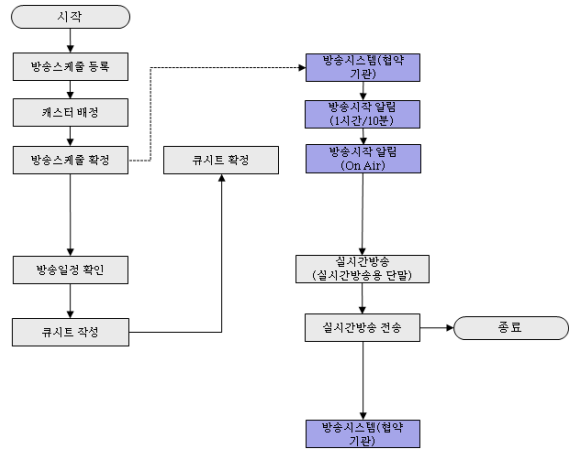 시작
방송스케줄 등록
캐스터 배정
방송스케줄 확정
방송일정 확인
큐시트 작성
큐시트 확정
방송시스템(협약
기관)
방송시작 알림
(1시간/10분)
방송시작 알림
(On Air)
실시간방송
(실시간방송용 단말)
실시간방송 전송
종료
방송시스템(협약
기관)